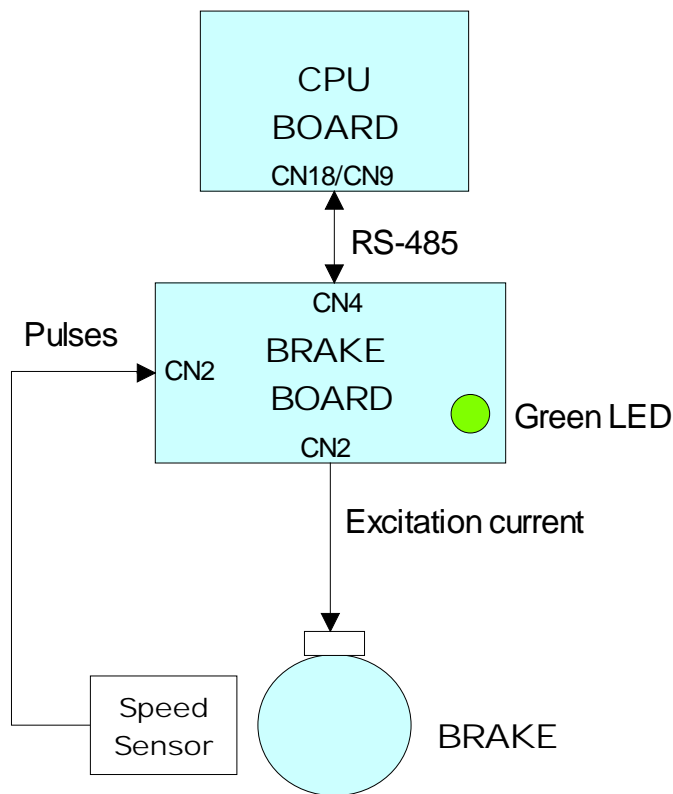 CPU
BOARD
CN18/CN9
RS-485
CN4
Pulses
BRAKE
CN2
BOARD
Green LED
CN2
Excitation current
Speed
Sensor
BRAKE